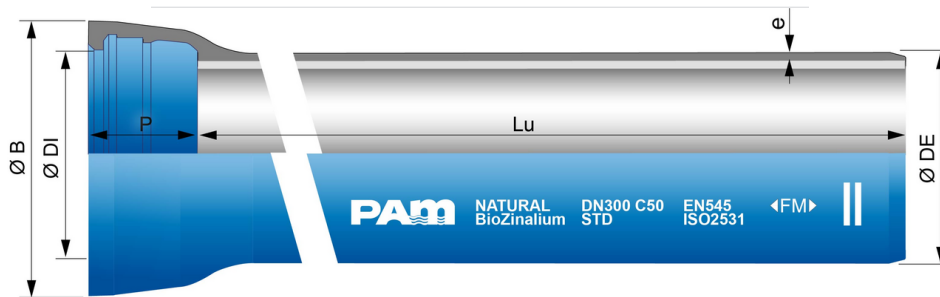 e
P
Lu
Ø B
Ø DI
Ø DE
PAM
NATURAL
BioZinalium
DN300 C50
STD
EN545
ISO2531
◄FM►